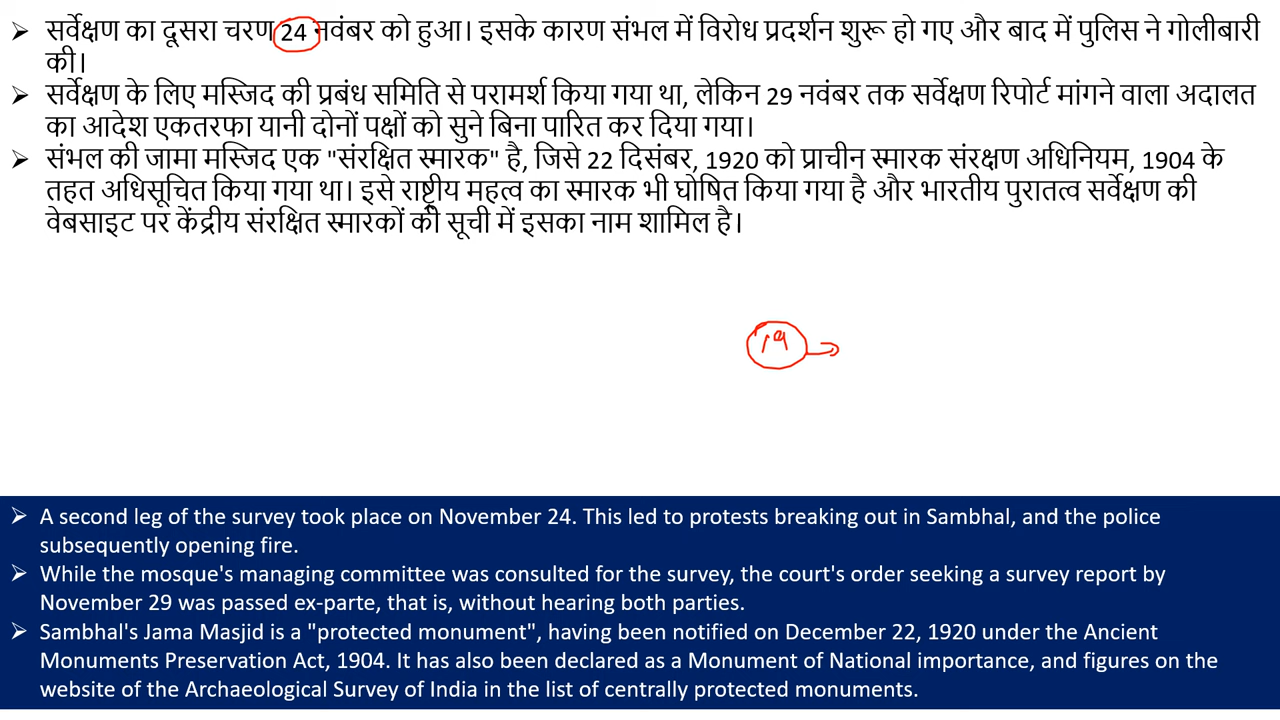 ➢ सर्वेक्षण का दूसरा चरण 24 नवंबर को हुआ। इसके कारण संभल में विरोध प्रदर्शन शुरू हो गए और बाद में पुलिस ने गोलीबारी
की।
➢ सर्वेक्षण के लिए मस्जिद की प्रबंध समिति से परामर्श किया गया था, लेकिन 29 नवंबर तक सर्वेक्षण रिपोर्ट मांगने वाला अदालत
का आदेश एकतरफा यानी दोनों पक्षों को सुने बिना पारित कर दिया गया।
➢ संभल की जामा मस्जिद एक "संरक्षित स्मारक" है, जिसे 22 दिसंबर, 1920 को प्राचीन स्मारक संरक्षण अधिनियम, 1904 के
तहत अधिसूचित किया गया था। इसे राष्ट्रीय महत्व का स्मारक भी घोषित किया गया है और भारतीय पुरातत्व सर्वेक्षण की
वेबसाइट पर केंद्रीय संरक्षित स्मारकों की सूची में इसका नाम शामिल है।
19
➢ A second leg of the survey took place on November 24. This led to protests breaking out in Sambhal, and the police
subsequently opening fire.
➢ While the mosque's managing committee was consulted for the survey, the court's order seeking a survey report by
November 29 was passed ex-parte, that is, without hearing both parties.
➢ Sambhal's Jama Masjid is a "protected monument", having been notified on December 22, 1920 under the Ancient
Monuments Preservation Act, 1904. It has also been declared as a Monument of National importance, and figures on the
website of the Archaeological Survey of India in the list of centrally protected monuments.